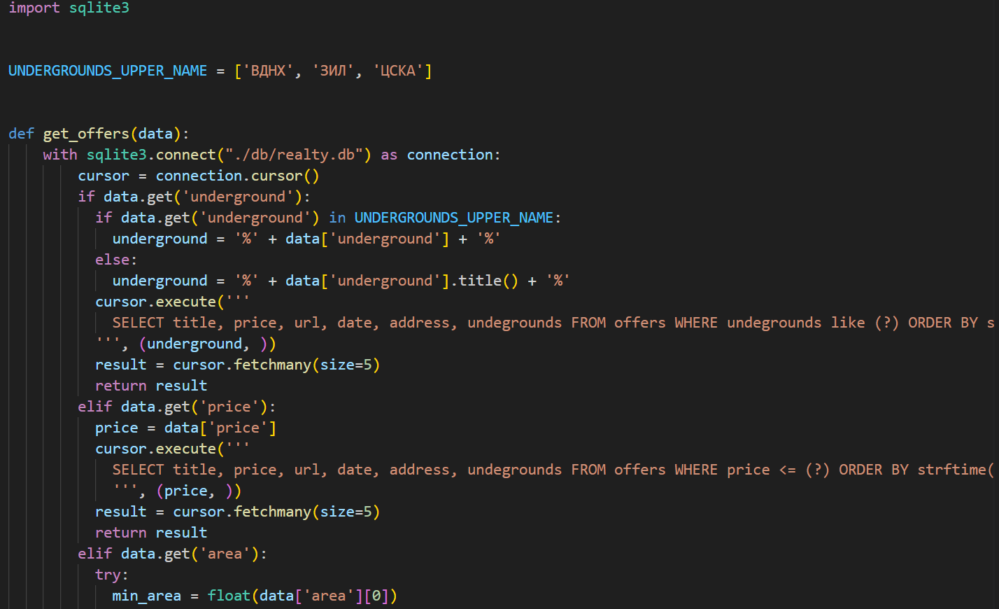 import sqlite3
UNDERGROUNDS_UPPER_NAME = ['ВДНХ', 'ЗИЛ', 'ЦСКА']
def get_offers(data):
with sqlite3.connect("./db/realty.db") as connection:
cursor = connection.cursor()
if data.get('underground'):
if data.get('underground') in UNDERGROUNDS_UPPER_NAME:
underground = '%' + data['underground'] + '%'
else:
underground = '%' + data['underground'].title() + '%'
cursor.execute('''
SELECT title, price, url, date, address, undegrounds FROM offers WHERE undegrounds like (?) ORDER BY s
''', (underground, ))
result = cursor.fetchmany(size=5)
return result
elif data.get('price'):
price = data['price']
cursor.execute('''
SELECT title, price, url, date, address, undegrounds FROM offers WHERE price <= (?) ORDER BY strftime(
''', (price, ))
result = cursor.fetchmany(size=5)
return result
elif data.get('area'):
try:
min_area = float(data['area'][0])